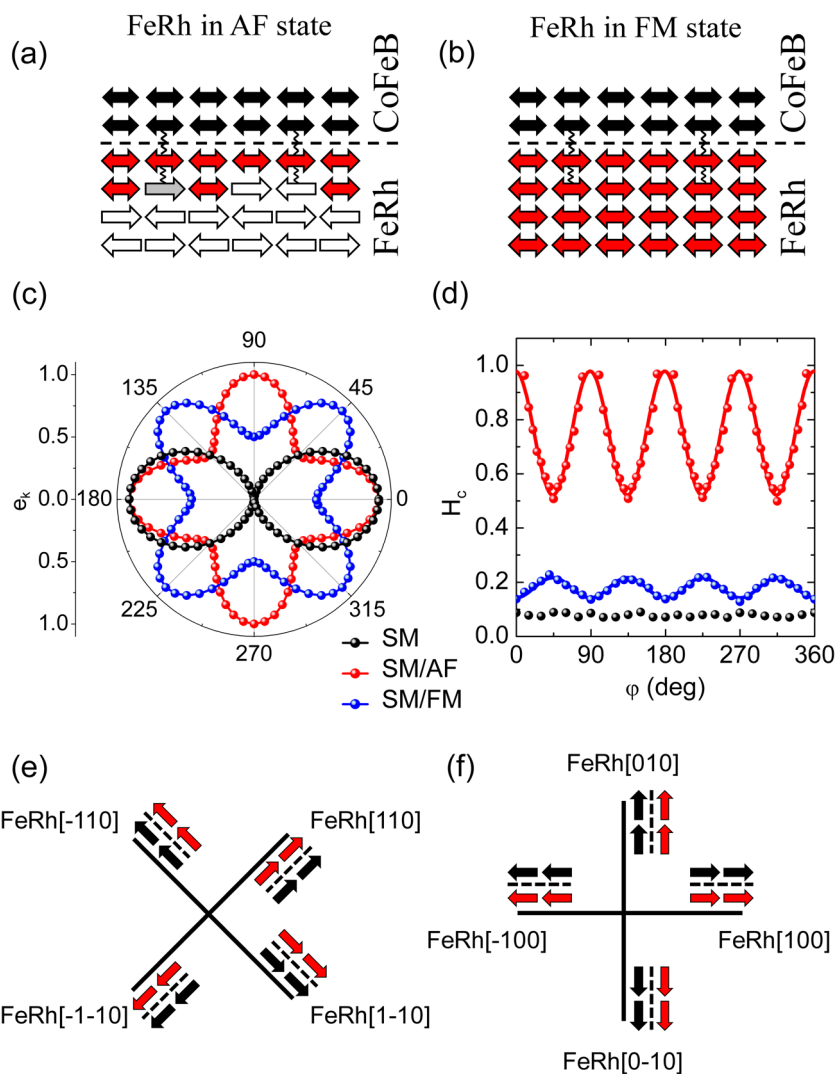 FeRh in AF state
FeRh in FM state
(a)
(b)
CoFeB
FeRh
CoFeB
FeRh
(c)
(d)
90
135
45
180
0
225
315
270
1.0
0.5
0.0
0.5
1.0
e_k
SM
SM/AF
SM/FM
1.0
0.8
0.6
0.4
0.2
0.0
H_c
0 90 180 270 360
φ (deg)
(e)
(f)
FeRh[-110]
FeRh[110]
FeRh[-1-10]
FeRh[1-10]
FeRh[010]
FeRh[-100]
FeRh[100]
FeRh[0-10]